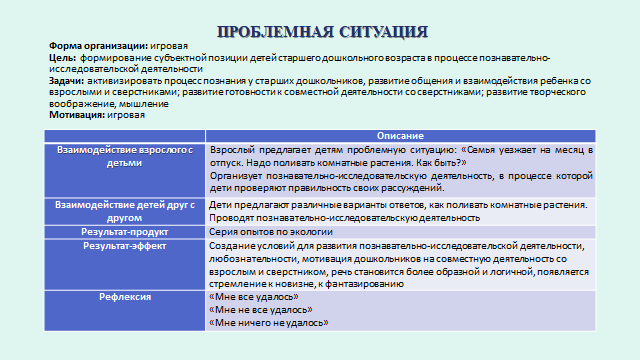 ПРОБЛЕМНАЯ СИТУАЦИЯ
Форма организации: игровая
Цель: формирование субъектной позиции детей старшего дошкольного возраста в процессе познавательно-
исследовательской деятельности
Задачи: активизировать процесс познания у старших дошкольников, развитие общения и взаимодействия ребенка со
взрослыми и сверстниками; развитие готовности к совместной деятельности со сверстниками; развитие творческого
воображение, мышление
Мотивация: игровая
Описание
Взаимодействие взрослого с
детьми
Взрослый предлагает детям проблемную ситуацию: «Семья уезжает на месяц в
отпуск. Надо поливать комнатные растения. Как быть?»
Организует познавательно-исследовательскую деятельность, в процессе которой
дети проверяют правильность своих рассуждений.
Взаимодействие детей друг с
другом
Дети предлагают различные варианты ответов, как поливать комнатные растения.
Проводят познавательно-исследовательскую деятельность
Результат-продукт
Серия опытов по экологии
Результат-эффект
Создание условий для развития познавательно-исследовательской деятельности,
любознательности, мотивация дошкольников на совместную деятельность со
взрослым и сверстником, речь становится более образной и логичной, появляется
стремление к новизне, к фантазированию
Рефлексия
«Мне все удалось»
«Мне не все удалось»
«Мне ничего не удалось»